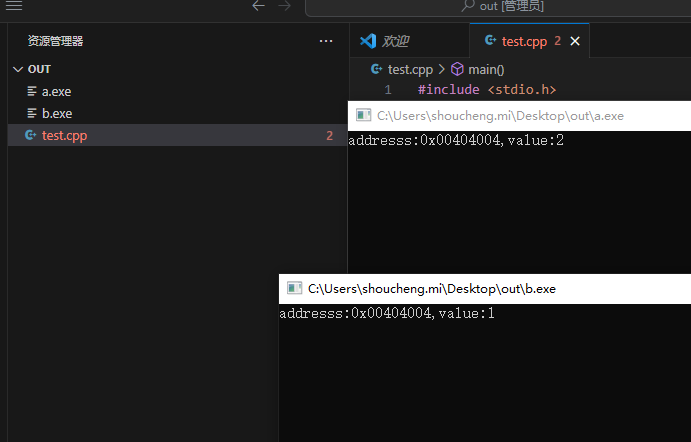 out [管理员]
资源管理器
欢迎
test.cpp 2
OUT
test.cpp > main()
a.exe
1 #include <stdio.h>
b.exe
test.cpp 2
C:\Users\shoucheng.mi\Desktop\out\a.exe
addresss:0x00404004,value:2
C:\Users\shoucheng.mi\Desktop\out\b.exe
addresss:0x00404004,value:1